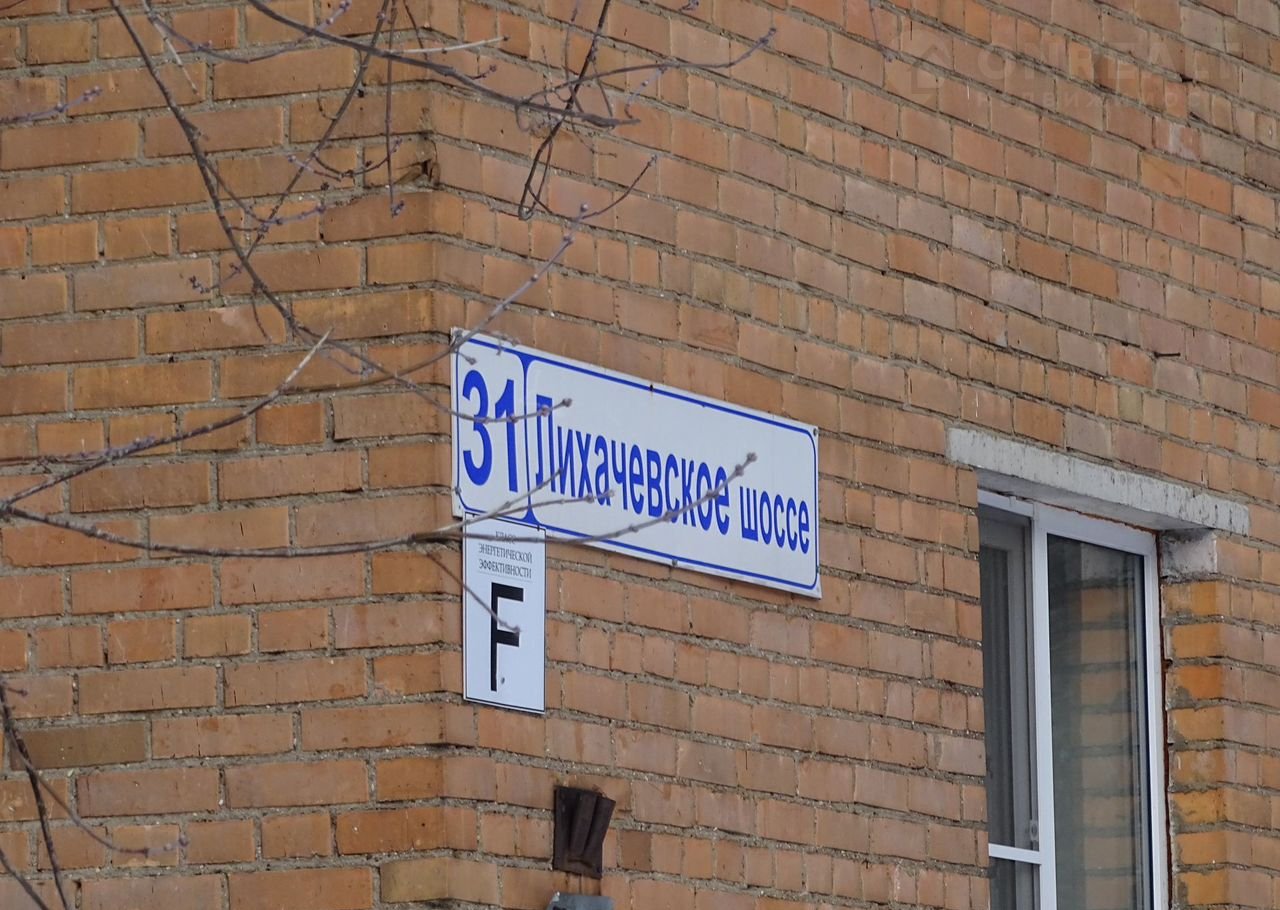 31 Лихачевское шоссе
КЛАСС
ЭНЕРГЕТИЧЕСКОЙ
ЭФФЕКТИВНОСТИ
F